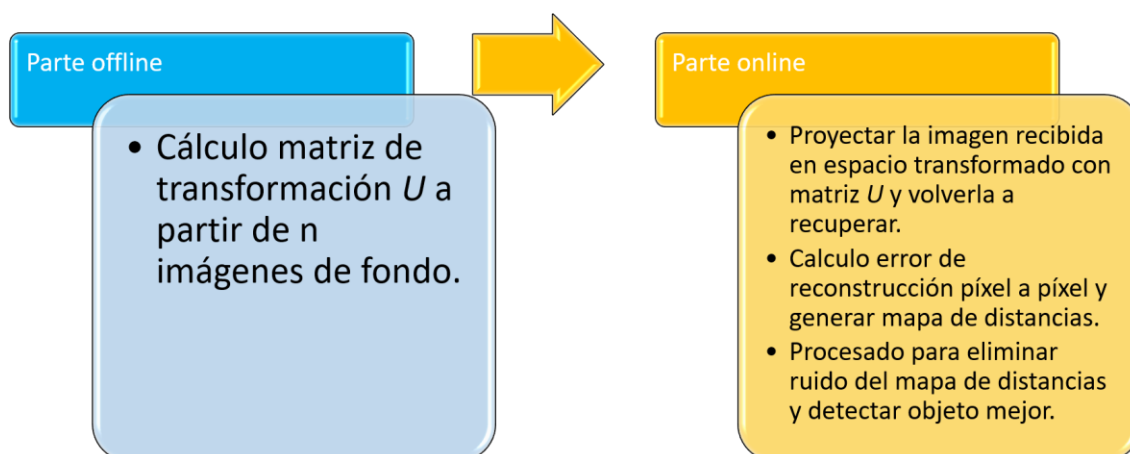 Parte offline
• Cálculo matriz de
transformación U a
partir de n
imágenes de fondo.
Parte online
• Proyectar la imagen recibida
en espacio transformado con
matriz U y volverla a
recuperar.
• Calculo error de
reconstrucción píxel a píxel y
generar mapa de distancias.
• Procesado para eliminar
ruido del mapa de distancias
y detectar objeto mejor.